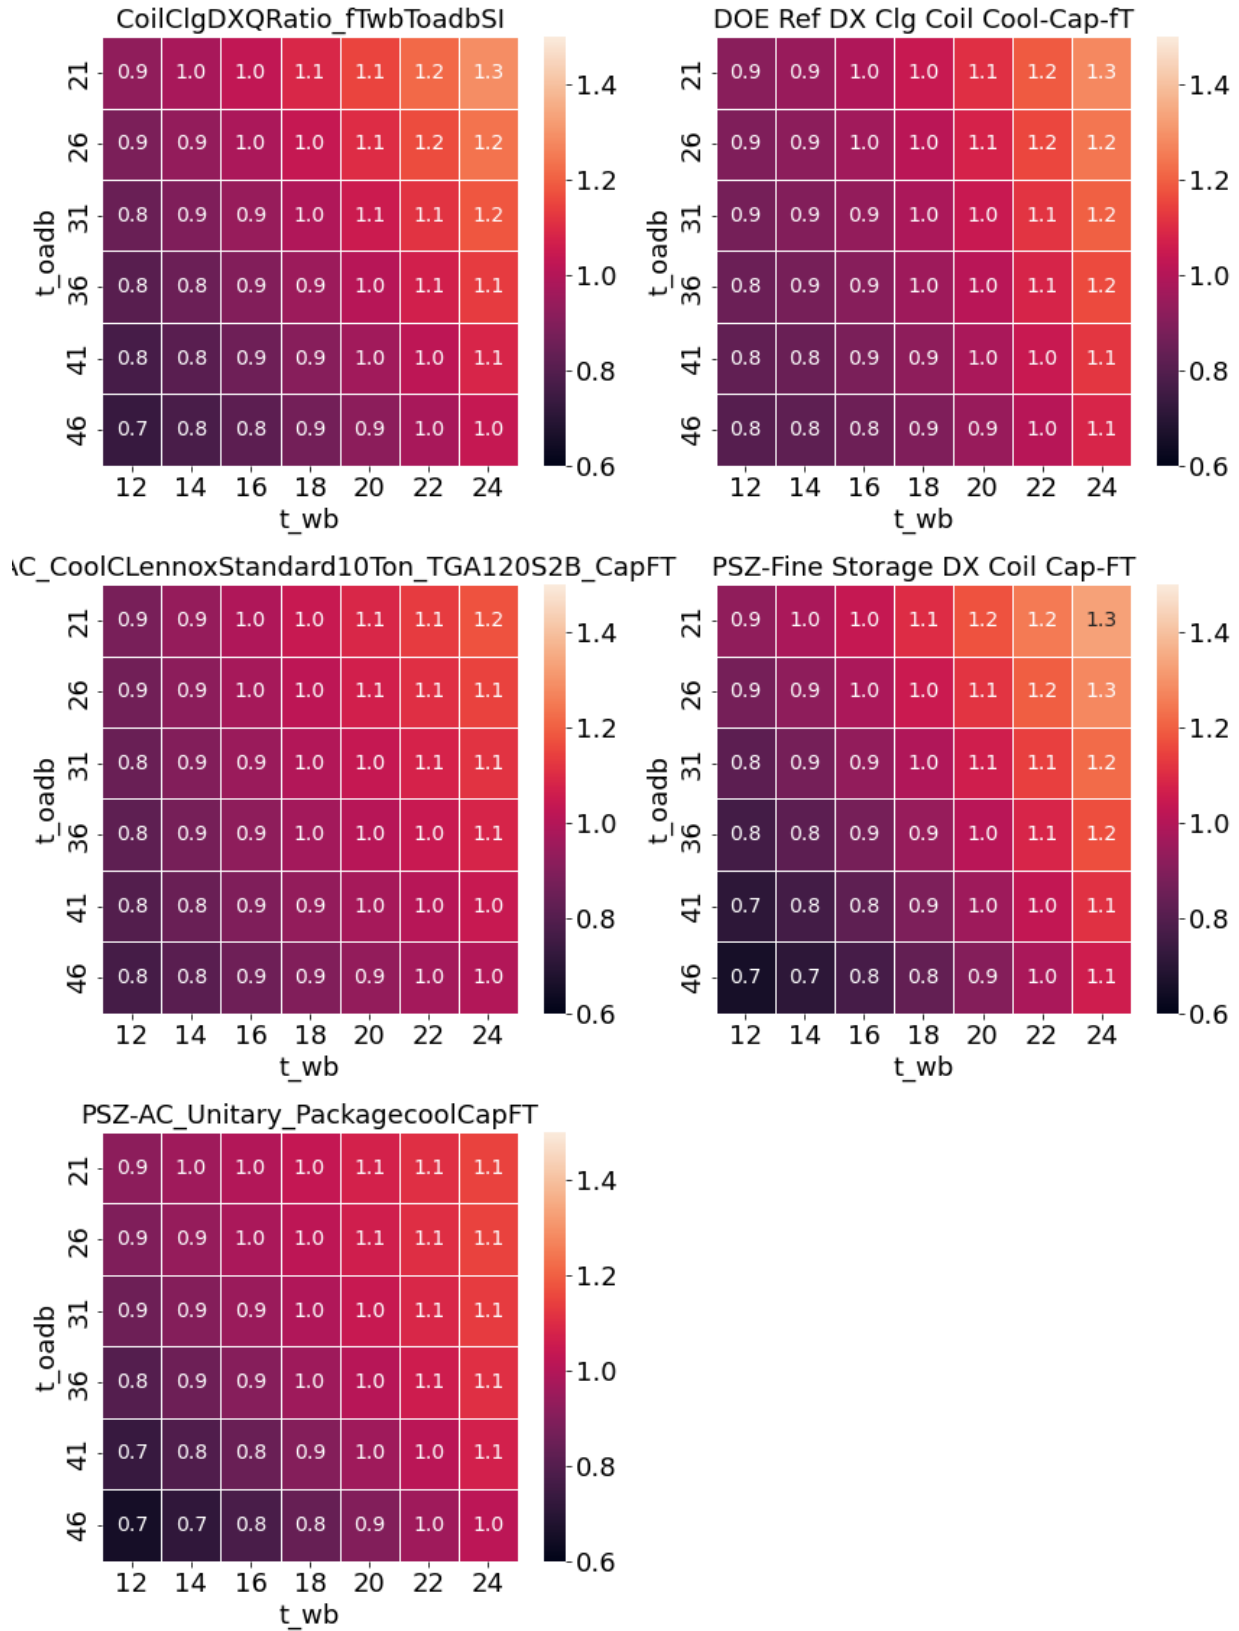 CoilClgDXQRatio_fTwbToadbSI
21 0.9 1.0 1.0 1.1 1.1 1.2 1.3
26 0.9 0.9 1.0 1.0 1.1 1.2 1.2
31 0.8 0.9 0.9 1.0 1.1 1.1 1.2
36 0.8 0.8 0.9 0.9 1.0 1.1 1.1
41 0.8 0.8 0.9 0.9 1.0 1.0 1.1
46 0.7 0.8 0.8 0.9 0.9 1.0 1.0
12 14 16 18 20 22 24
t_wb
t_oadb
1.4
1.2
1.0
0.8
0.6
DOE Ref DX Clg Coil Cool-Cap-fT
21 0.9 0.9 1.0 1.0 1.1 1.2 1.3
26 0.9 0.9 1.0 1.0 1.1 1.2 1.2
31 0.9 0.9 0.9 1.0 1.0 1.1 1.2
36 0.8 0.9 0.9 1.0 1.0 1.1 1.2
41 0.8 0.8 0.9 0.9 1.0 1.0 1.1
46 0.8 0.8 0.8 0.9 0.9 1.0 1.1
12 14 16 18 20 22 24
t_wb
t_oadb
1.4
1.2
1.0
0.8
0.6
AC_CoolCLennoxStandard10Ton_TGA120S2B_CapFT
21 0.9 0.9 1.0 1.0 1.1 1.1 1.2
26 0.9 0.9 1.0 1.0 1.1 1.1 1.1
31 0.8 0.9 0.9 1.0 1.0 1.1 1.1
36 0.8 0.9 0.9 1.0 1.0 1.0 1.1
41 0.8 0.8 0.9 0.9 1.0 1.0 1.0
46 0.8 0.8 0.9 0.9 0.9 1.0 1.0
12 14 16 18 20 22 24
t_wb
t_oadb
1.4
1.2
1.0
0.8
0.6
PSZ-Fine Storage DX Coil Cap-FT
21 0.9 1.0 1.0 1.1 1.2 1.2 1.3
26 0.9 0.9 1.0 1.0 1.1 1.2 1.3
31 0.8 0.9 0.9 1.0 1.1 1.1 1.2
36 0.8 0.8 0.9 0.9 1.0 1.1 1.2
41 0.7 0.8 0.8 0.9 1.0 1.0 1.1
46 0.7 0.7 0.8 0.8 0.9 1.0 1.1
12 14 16 18 20 22 24
t_wb
t_oadb
1.4
1.2
1.0
0.8
0.6
PSZ-AC_Unitary_PackagecoolCapFT
21 0.9 1.0 1.0 1.0 1.1 1.1 1.1
26 0.9 0.9 1.0 1.0 1.1 1.1 1.1
31 0.9 0.9 0.9 1.0 1.0 1.1 1.1
36 0.8 0.9 0.9 1.0 1.0 1.1 1.1
41 0.7 0.8 0.8 0.9 1.0 1.0 1.1
46 0.7 0.7 0.8 0.8 0.9 1.0 1.0
12 14 16 18 20 22 24
t_wb
t_oadb
1.4
1.2
1.0
0.8
0.6